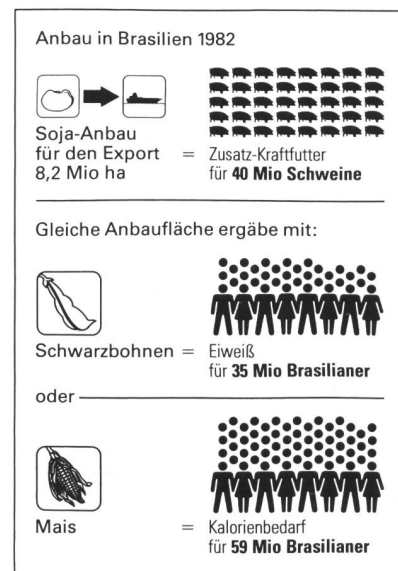 Anbau in Brasilien 1982
Soja-Anbau
für den Export = Zusatz-Kraftfutter
8,2 Mio ha für 40 Mio Schweine
Gleiche Anbaufläche ergäbe mit:
Schwarzbohnen = Eiweiß
für 35 Mio Brasilianer
oder
Mais = Kalorienbedarf
für 59 Mio Brasilianer